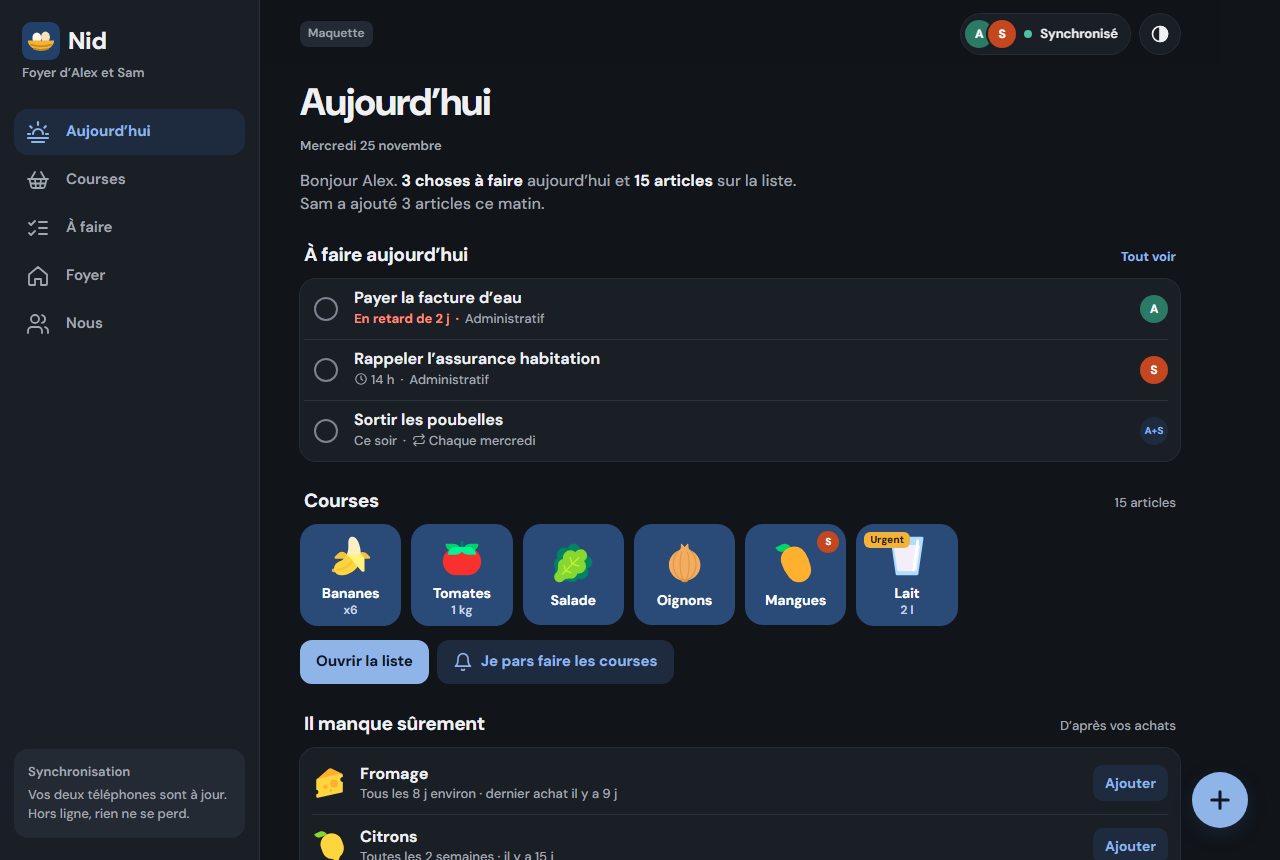 Nid
Foyer d’Alex et Sam
Aujourd’hui
Courses
À faire
Foyer
Nous
Synchronisation
Vos deux téléphones sont à jour.
Hors ligne, rien ne se perd.
Maquette
A S Synchronisé
Aujourd’hui
Mercredi 25 novembre
Bonjour Alex. 3 choses à faire aujourd’hui et 15 articles sur la liste.
Sam a ajouté 3 articles ce matin.
À faire aujourd’hui
Tout voir
Payer la facture d’eau
En retard de 2 j · Administratif
A
Rappeler l’assurance habitation
14 h · Administratif
S
Sortir les poubelles
Ce soir · Chaque mercredi
A+S
Courses
15 articles
Bananes
x6
Tomates
1 kg
Salade
Oignons
S
Mangues
Urgent
Lait
2 l
Ouvrir la liste
Je pars faire les courses
Il manque sûrement
D’après vos achats
Fromage
Tous les 8 j environ · dernier achat il y a 9 j
Ajouter
Citrons
Toutes les 2 semaines · il y a 15 j
Ajouter